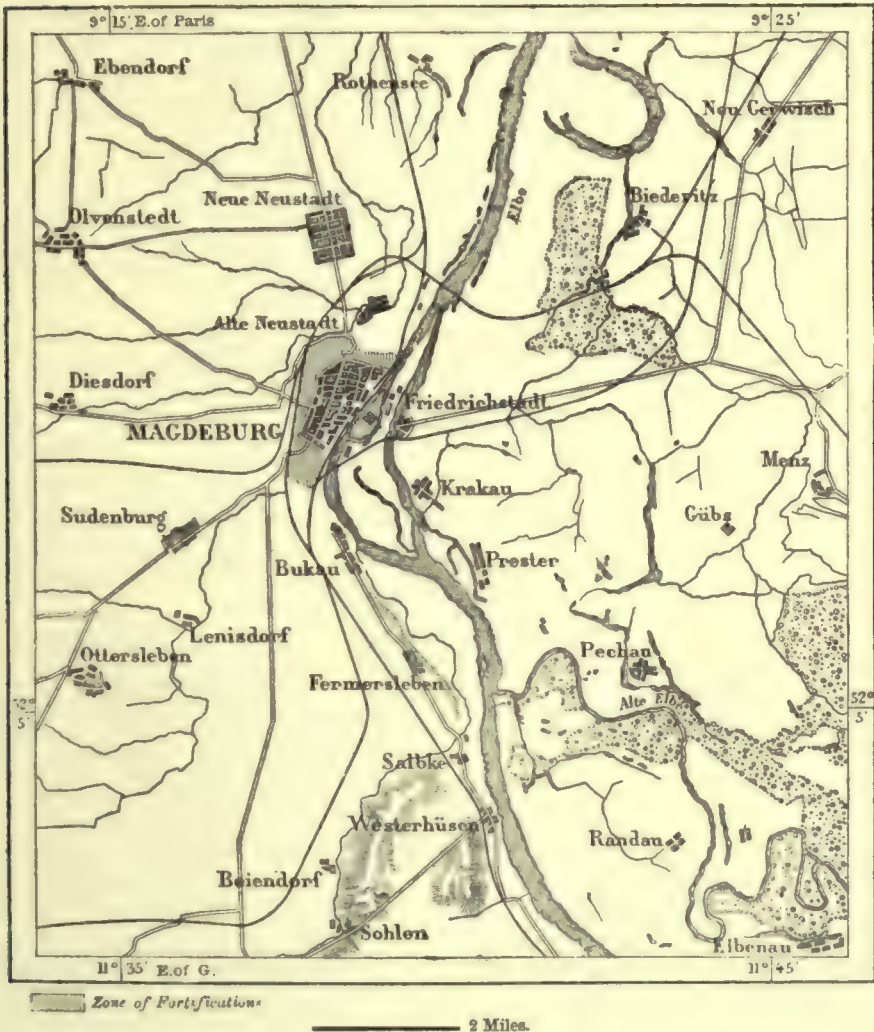 9° 15′ E.of Paris
9° 25′
Ebendorf
Rothensee
Neu Gerwisch
Neue Neustadt
Biederitz
Olvenstedt
Elbe
Alte Neustadt
Diesdorf
Friedrichstadt
MAGDEBURG
Menz
Krakau
Gübs
Sudenburg
Bukau
Prester
Lenisdorf
Ottersleben
Pechau
Fermersleben
Alte Elbe
52° 5′
52° 5′
Salbke
Westerhüsen
Randau
Beiendorf
Sohlen
Elbenau
11° 35′ E.of G.
11° 45′
Zone of Fortifications
2 Miles.